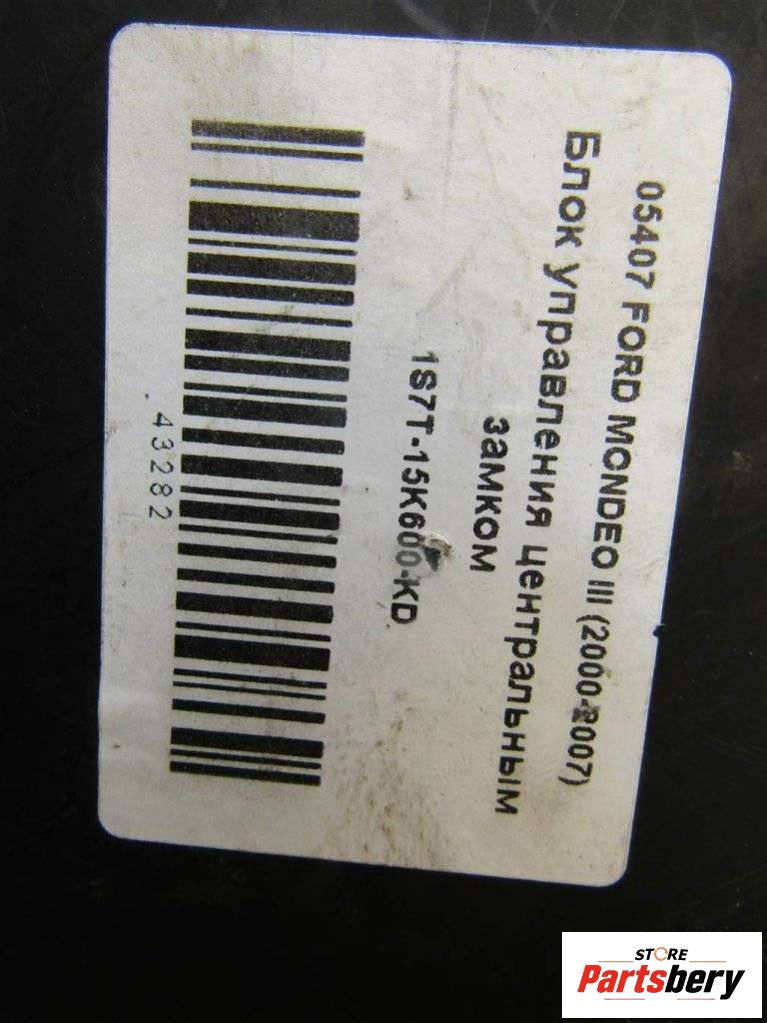 05407 FORD MONDEO III (2000-2007)
Блок управления центральным
замком
1S7T-15K600-KD
43282
STORE
Partsbery